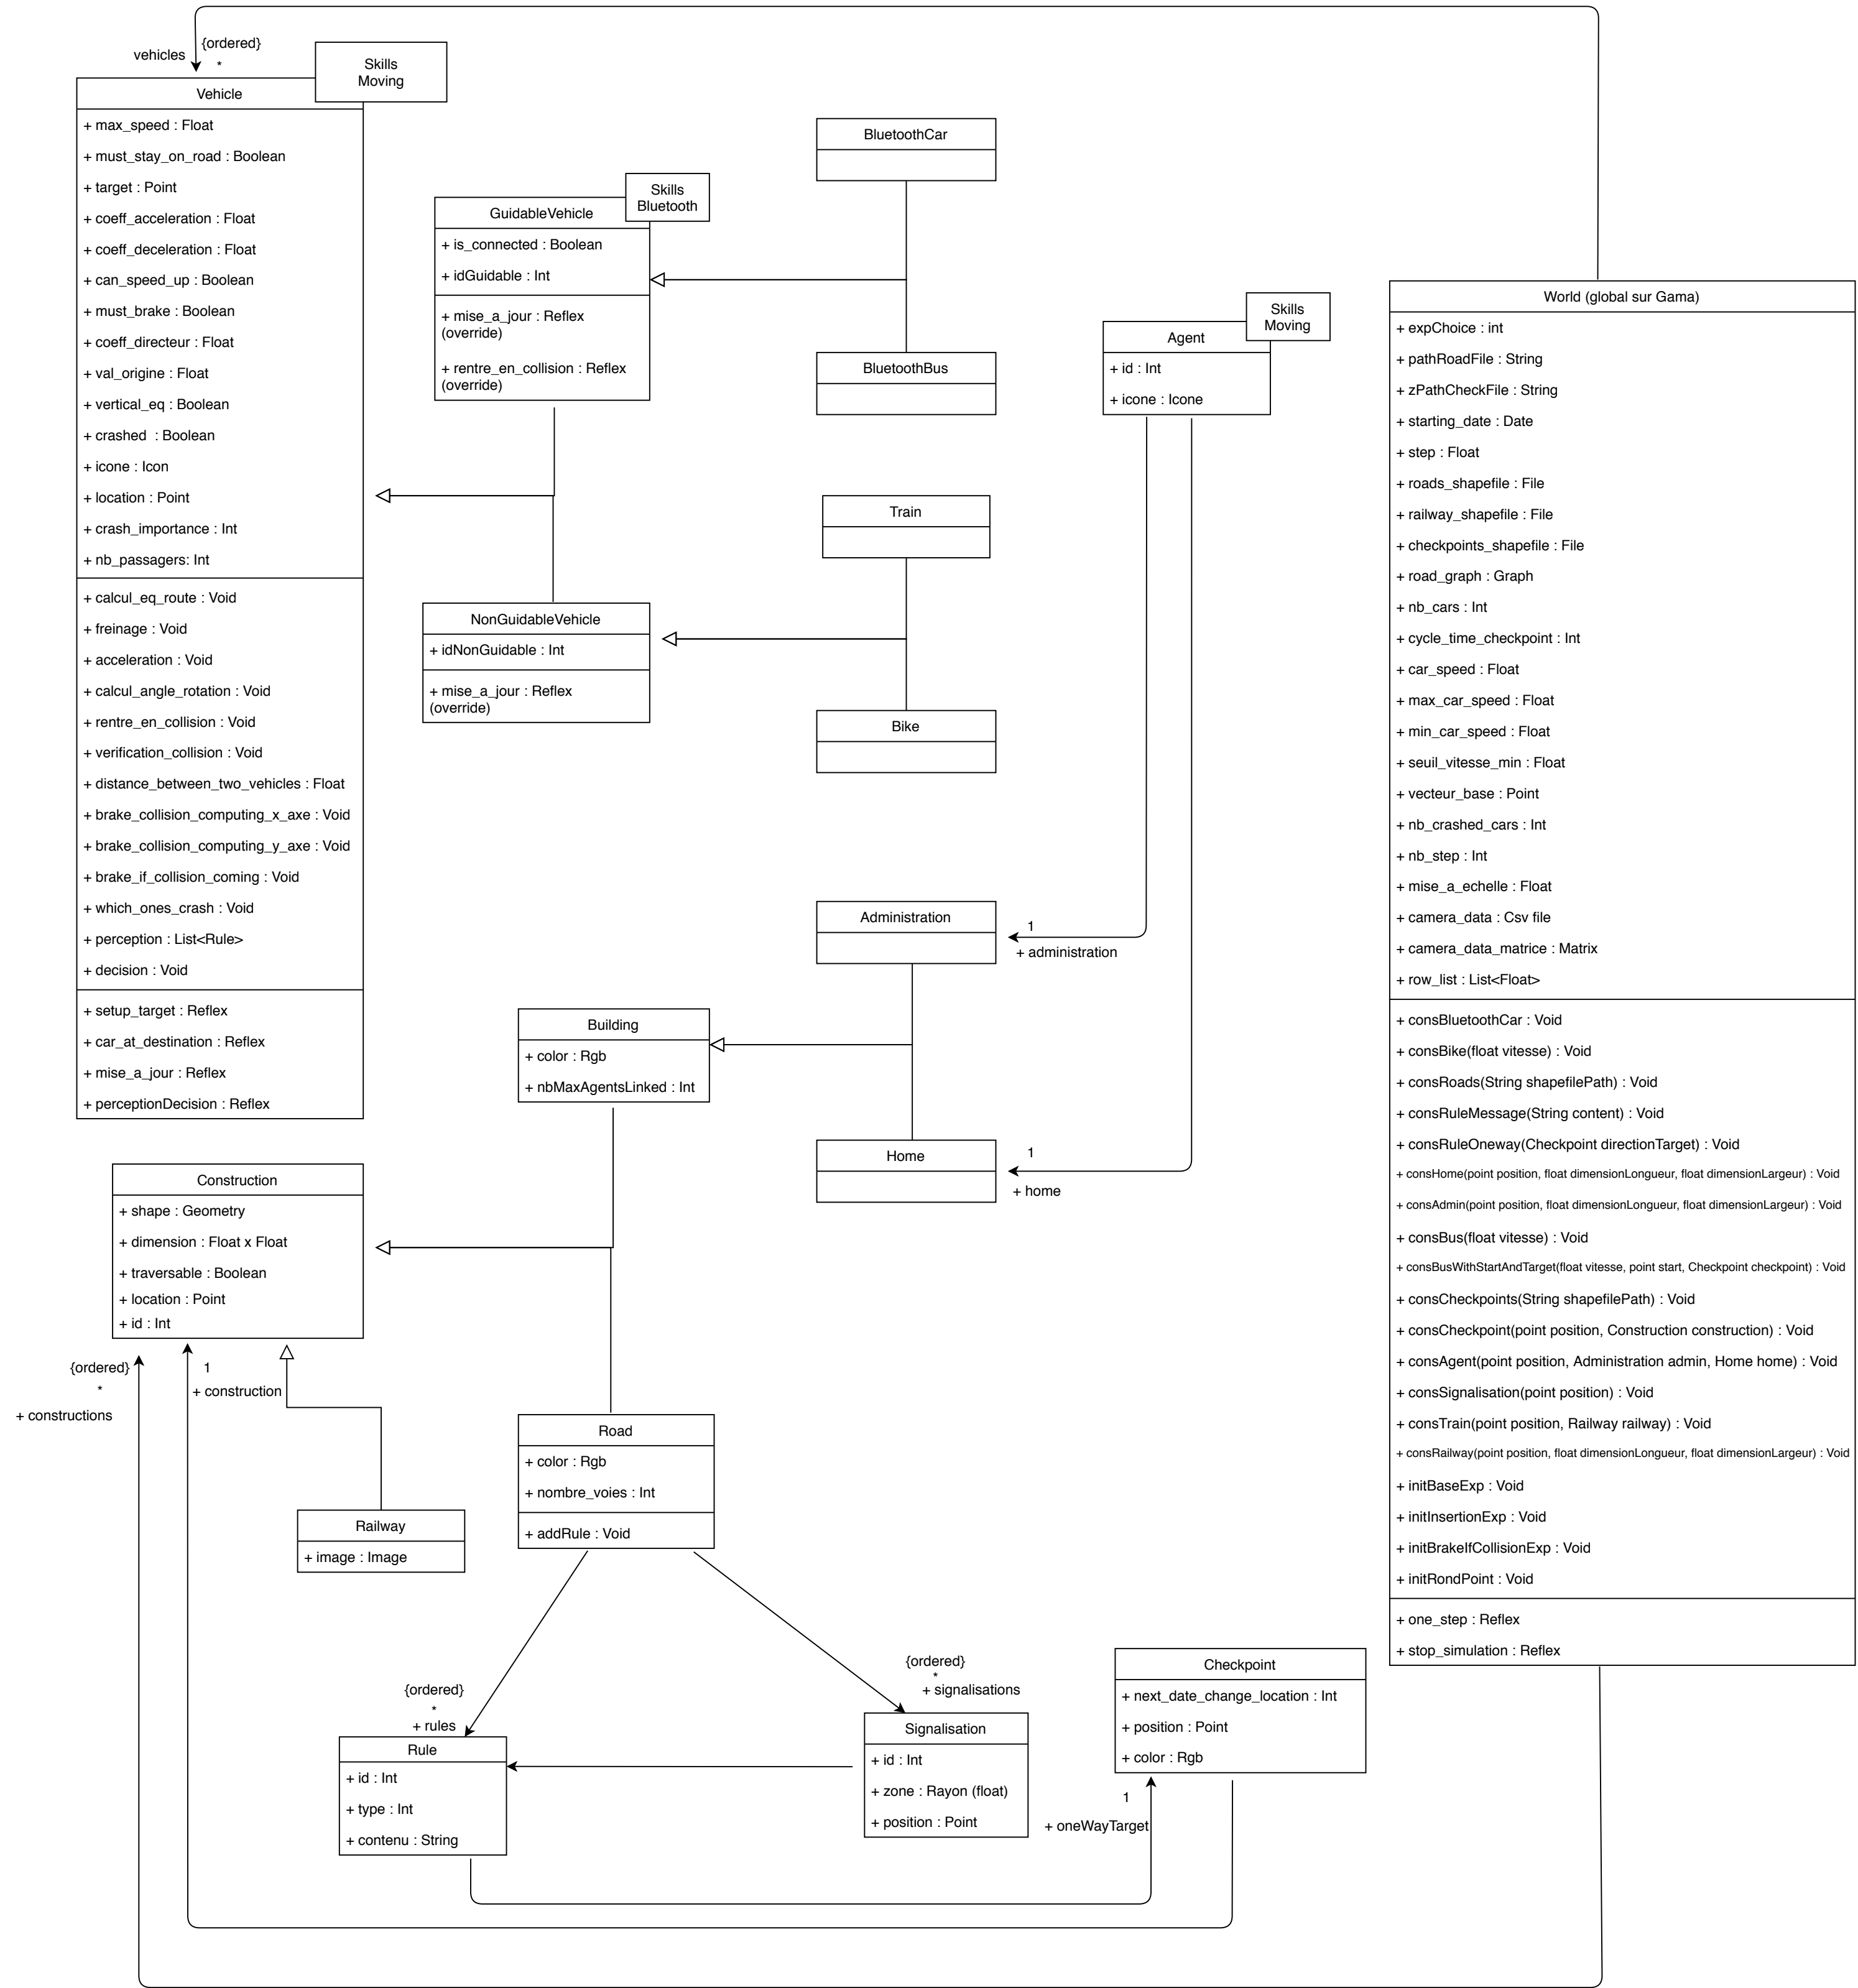 vehicles
{ordered}
*
Skills
Moving
Vehicle
+ max_speed : Float
+ must_stay_on_road : Boolean
+ target : Point
+ coeff_acceleration : Float
+ coeff_deceleration : Float
+ can_speed_up : Boolean
+ must_brake : Boolean
+ coeff_directeur : Float
+ val_origine : Float
+ vertical_eq : Boolean
+ crashed  : Boolean
+ icone : Icon
+ location : Point
+ crash_importance : Int
+ nb_passagers: Int
+ calcul_eq_route : Void
+ freinage : Void
+ acceleration : Void
+ calcul_angle_rotation : Void
+ rentre_en_collision : Void
+ verification_collision : Void
+ distance_between_two_vehicles : Float
+ brake_collision_computing_x_axe : Void
+ brake_collision_computing_y_axe : Void
+ brake_if_collision_coming : Void
+ which_ones_crash : Void
+ perception : List<Rule>
+ decision : Void
+ setup_target : Reflex
+ car_at_destination : Reflex
+ mise_a_jour : Reflex
+ perceptionDecision : Reflex
Skills
Bluetooth
GuidableVehicle
+ is_connected : Boolean
+ idGuidable : Int
+ mise_a_jour : Reflex
(override)
+ rentre_en_collision : Reflex
(override)
NonGuidableVehicle
+ idNonGuidable : Int
+ mise_a_jour : Reflex
(override)
BluetoothCar
BluetoothBus
Train
Bike
Skills
Moving
Agent
+ id : Int
+ icone : Icone
Administration
1
+ administration
Building
+ color : Rgb
+ nbMaxAgentsLinked : Int
Home
1
+ home
World (global sur Gama)
+ expChoice : int
+ pathRoadFile : String
+ zPathCheckFile : String
+ starting_date : Date
+ step : Float
+ roads_shapefile : File
+ railway_shapefile : File
+ checkpoints_shapefile : File
+ road_graph : Graph
+ nb_cars : Int
+ cycle_time_checkpoint : Int
+ car_speed : Float
+ max_car_speed : Float
+ min_car_speed : Float
+ seuil_vitesse_min : Float
+ vecteur_base : Point
+ nb_crashed_cars : Int
+ nb_step : Int
+ mise_a_echelle : Float
+ camera_data : Csv file
+ camera_data_matrice : Matrix
+ row_list : List<Float>
+ consBluetoothCar : Void
+ consBike(float vitesse) : Void
+ consRoads(String shapefilePath) : Void
+ consRuleMessage(String content) : Void
+ consRuleOneway(Checkpoint directionTarget) : Void
+ consHome(point position, float dimensionLongueur, float dimensionLargeur) : Void
+ consAdmin(point position, float dimensionLongueur, float dimensionLargeur) : Void
+ consBus(float vitesse) : Void
+ consBusWithStartAndTarget(float vitesse, point start, Checkpoint checkpoint) : Void
+ consCheckpoints(String shapefilePath) : Void
+ consCheckpoint(point position, Construction construction) : Void
+ consAgent(point position, Administration admin, Home home) : Void
+ consSignalisation(point position) : Void
+ consTrain(point position, Railway railway) : Void
+ consRailway(point position, float dimensionLongueur, float dimensionLargeur) : Void
+ initBaseExp : Void
+ initInsertionExp : Void
+ initBrakeIfCollisionExp : Void
+ initRondPoint : Void
+ one_step : Reflex
+ stop_simulation : Reflex
Construction
+ shape : Geometry
+ dimension : Float x Float
+ traversable : Boolean
+ location : Point
+ id : Int
{ordered}
*
+ constructions
1
+ construction
Railway
+ image : Image
Road
+ color : Rgb
+ nombre_voies : Int
+ addRule : Void
{ordered}
*
+ rules
Rule
+ id : Int
+ type : Int
+ contenu : String
{ordered}
*
+ signalisations
Signalisation
+ id : Int
+ zone : Rayon (float)
+ position : Point
Checkpoint
+ next_date_change_location : Int
+ position : Point
+ color : Rgb
1
+ oneWayTarget